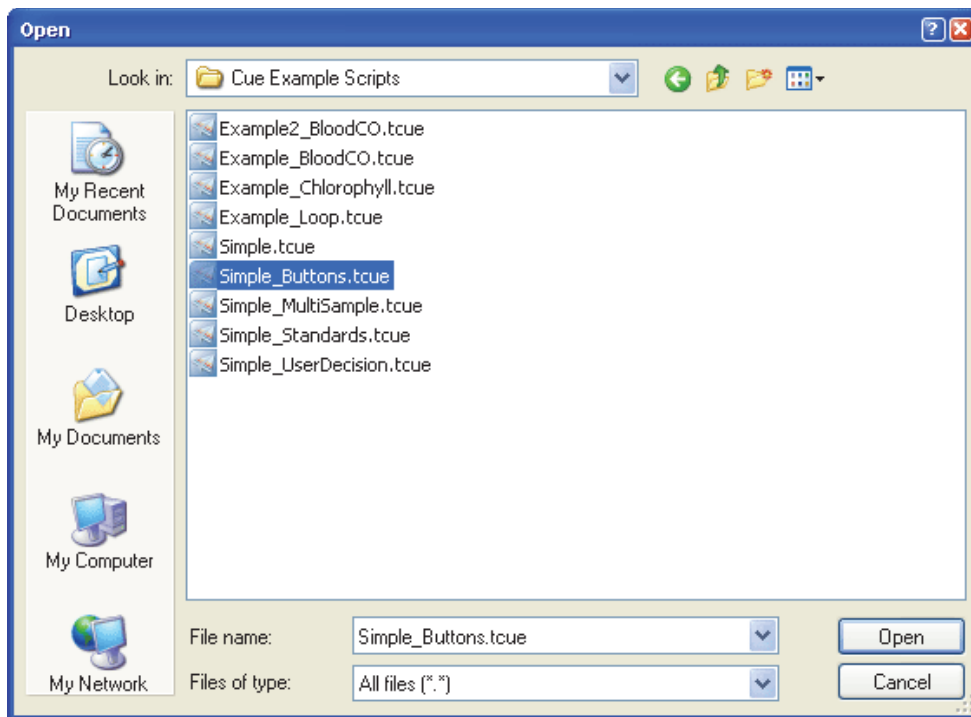 Open
Look in:
Cue Example Scripts
My Recent
Documents
Desktop
My Documents
My Computer
My Network
Example2_BloodCO.tcue
Example_BloodCO.tcue
Example_Chlorophyll.tcue
Example_Loop.tcue
Simple.tcue
Simple_Buttons.tcue
Simple_MultiSample.tcue
Simple_Standards.tcue
Simple_UserDecision.tcue
File name:
Simple_Buttons.tcue
Open
Files of type:
All files (*.*)
Cancel